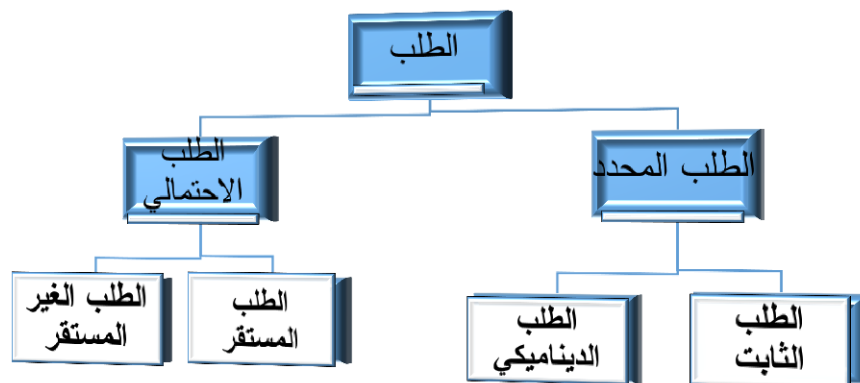 الطلب
الطلب المحدد
الطلب
الاحتمالي
الطلب
الثابت
الطلب
الديناميكي
الطلب
المستقر
الطلب الغير
المستقر